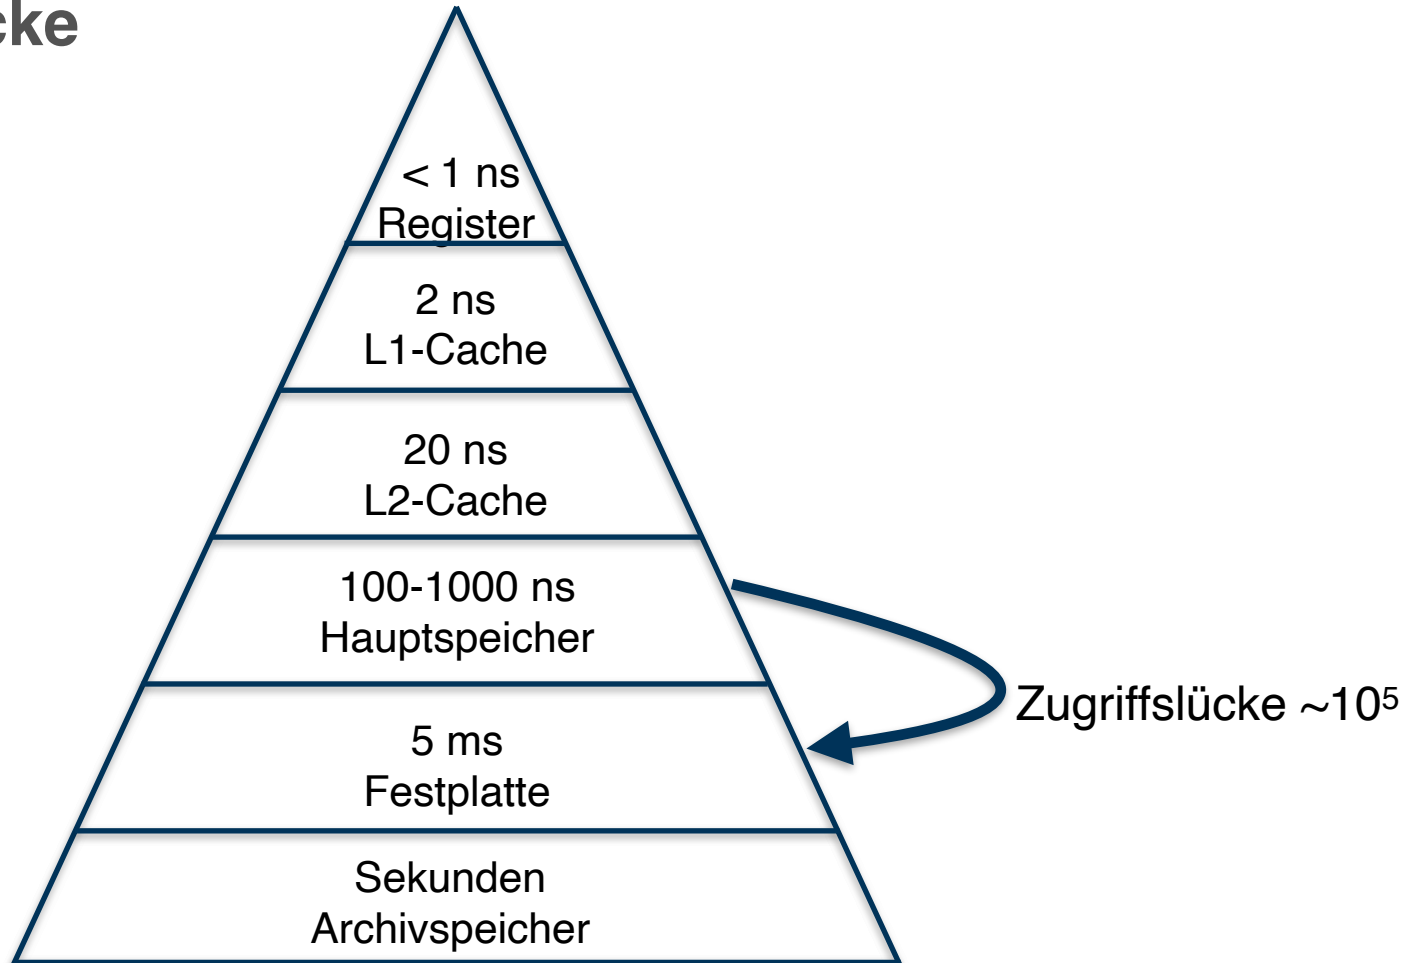 cke
< 1 ns
Register
2 ns
L1-Cache
20 ns
L2-Cache
100-1000 ns
Hauptspeicher
Zugriffslücke ~10⁵
5 ms
Festplatte
Sekunden
Archivspeicher